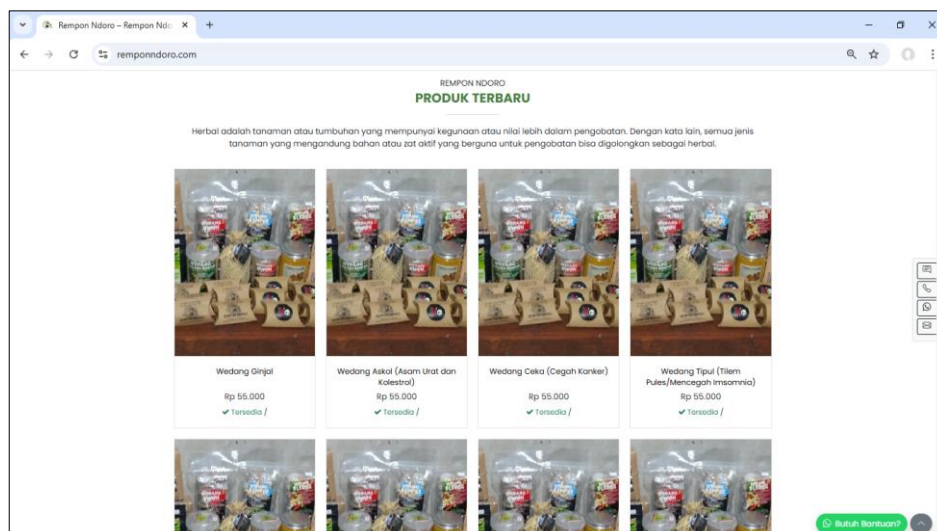 Rempon Ndoro – Rempon Ndo
remponndoro.com
REMPON NDORO
PRODUK TERBARU
Herbal adalah tanaman atau tumbuhan yang mempunyai kegunaan atau nilai lebih dalam pengobatan. Dengan kata lain, semua jenis
tanaman yang mengandung bahan atau zat aktif yang berguna untuk pengobatan bisa digolongkan sebagai herbal.
Wedang Ginjal
Rp 55.000
Tersedia /
Wedang Askol (Asam Urat dan
Kolestrol)
Rp 55.000
Tersedia /
Wedang Ceka (Cegah Kanker)
Rp 55.000
Tersedia /
Wedang Tipul (Tilem
Pules/Mencegah Imsomnia)
Rp 55.000
Tersedia /
Butuh Bantuan?